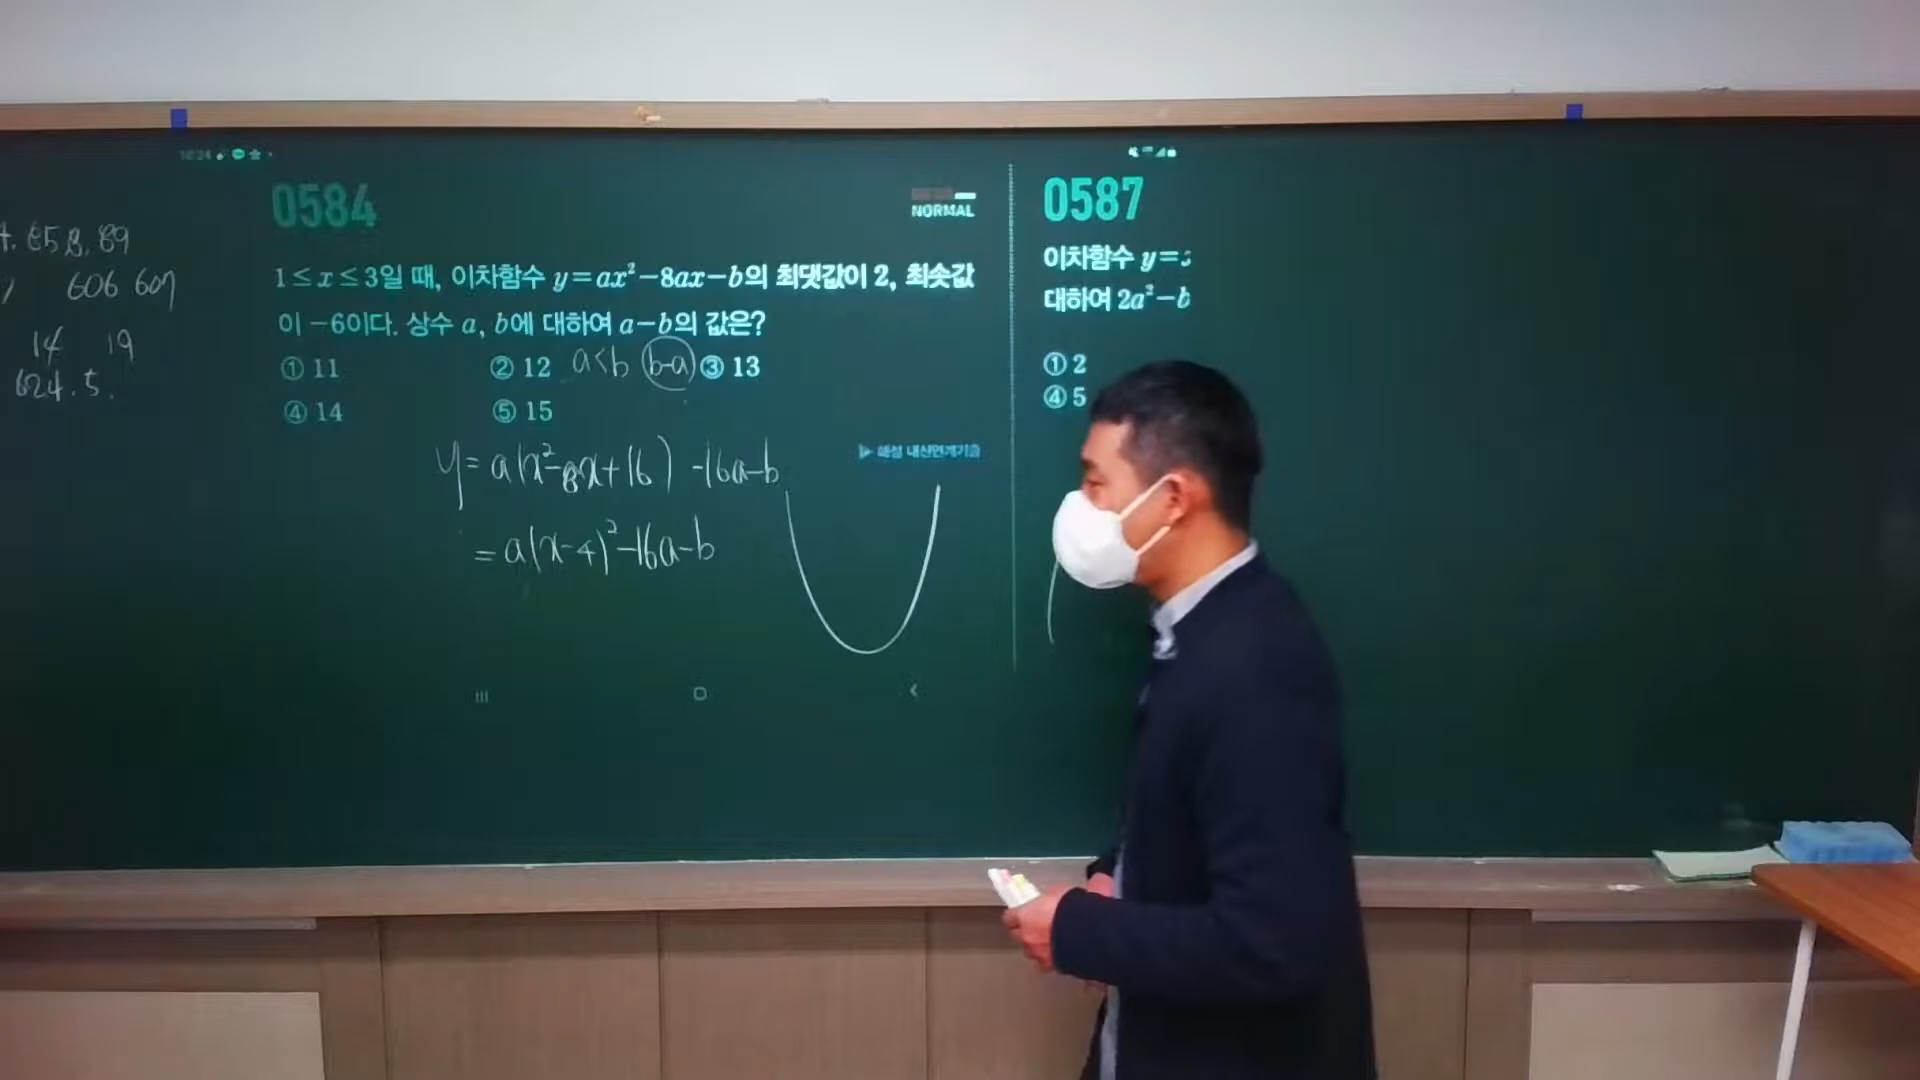 658, 89
606 607
14 19
624. 5.
0584
NORMAL
1≤x≤3일 때, 이차함수 y=ax²-8ax-b의 최댓값이 2, 최솟값
이 -6이다. 상수 a, b에 대하여 a-b의 값은?
① 11 ② 12 a<b b-a ③ 13
④ 14 ⑤ 15
y=a(x²-8x+16) -16a-b
=a(x-4)²-16a-b
0587
이차함수 y=
대하여 2a²-b
① 2
④ 5